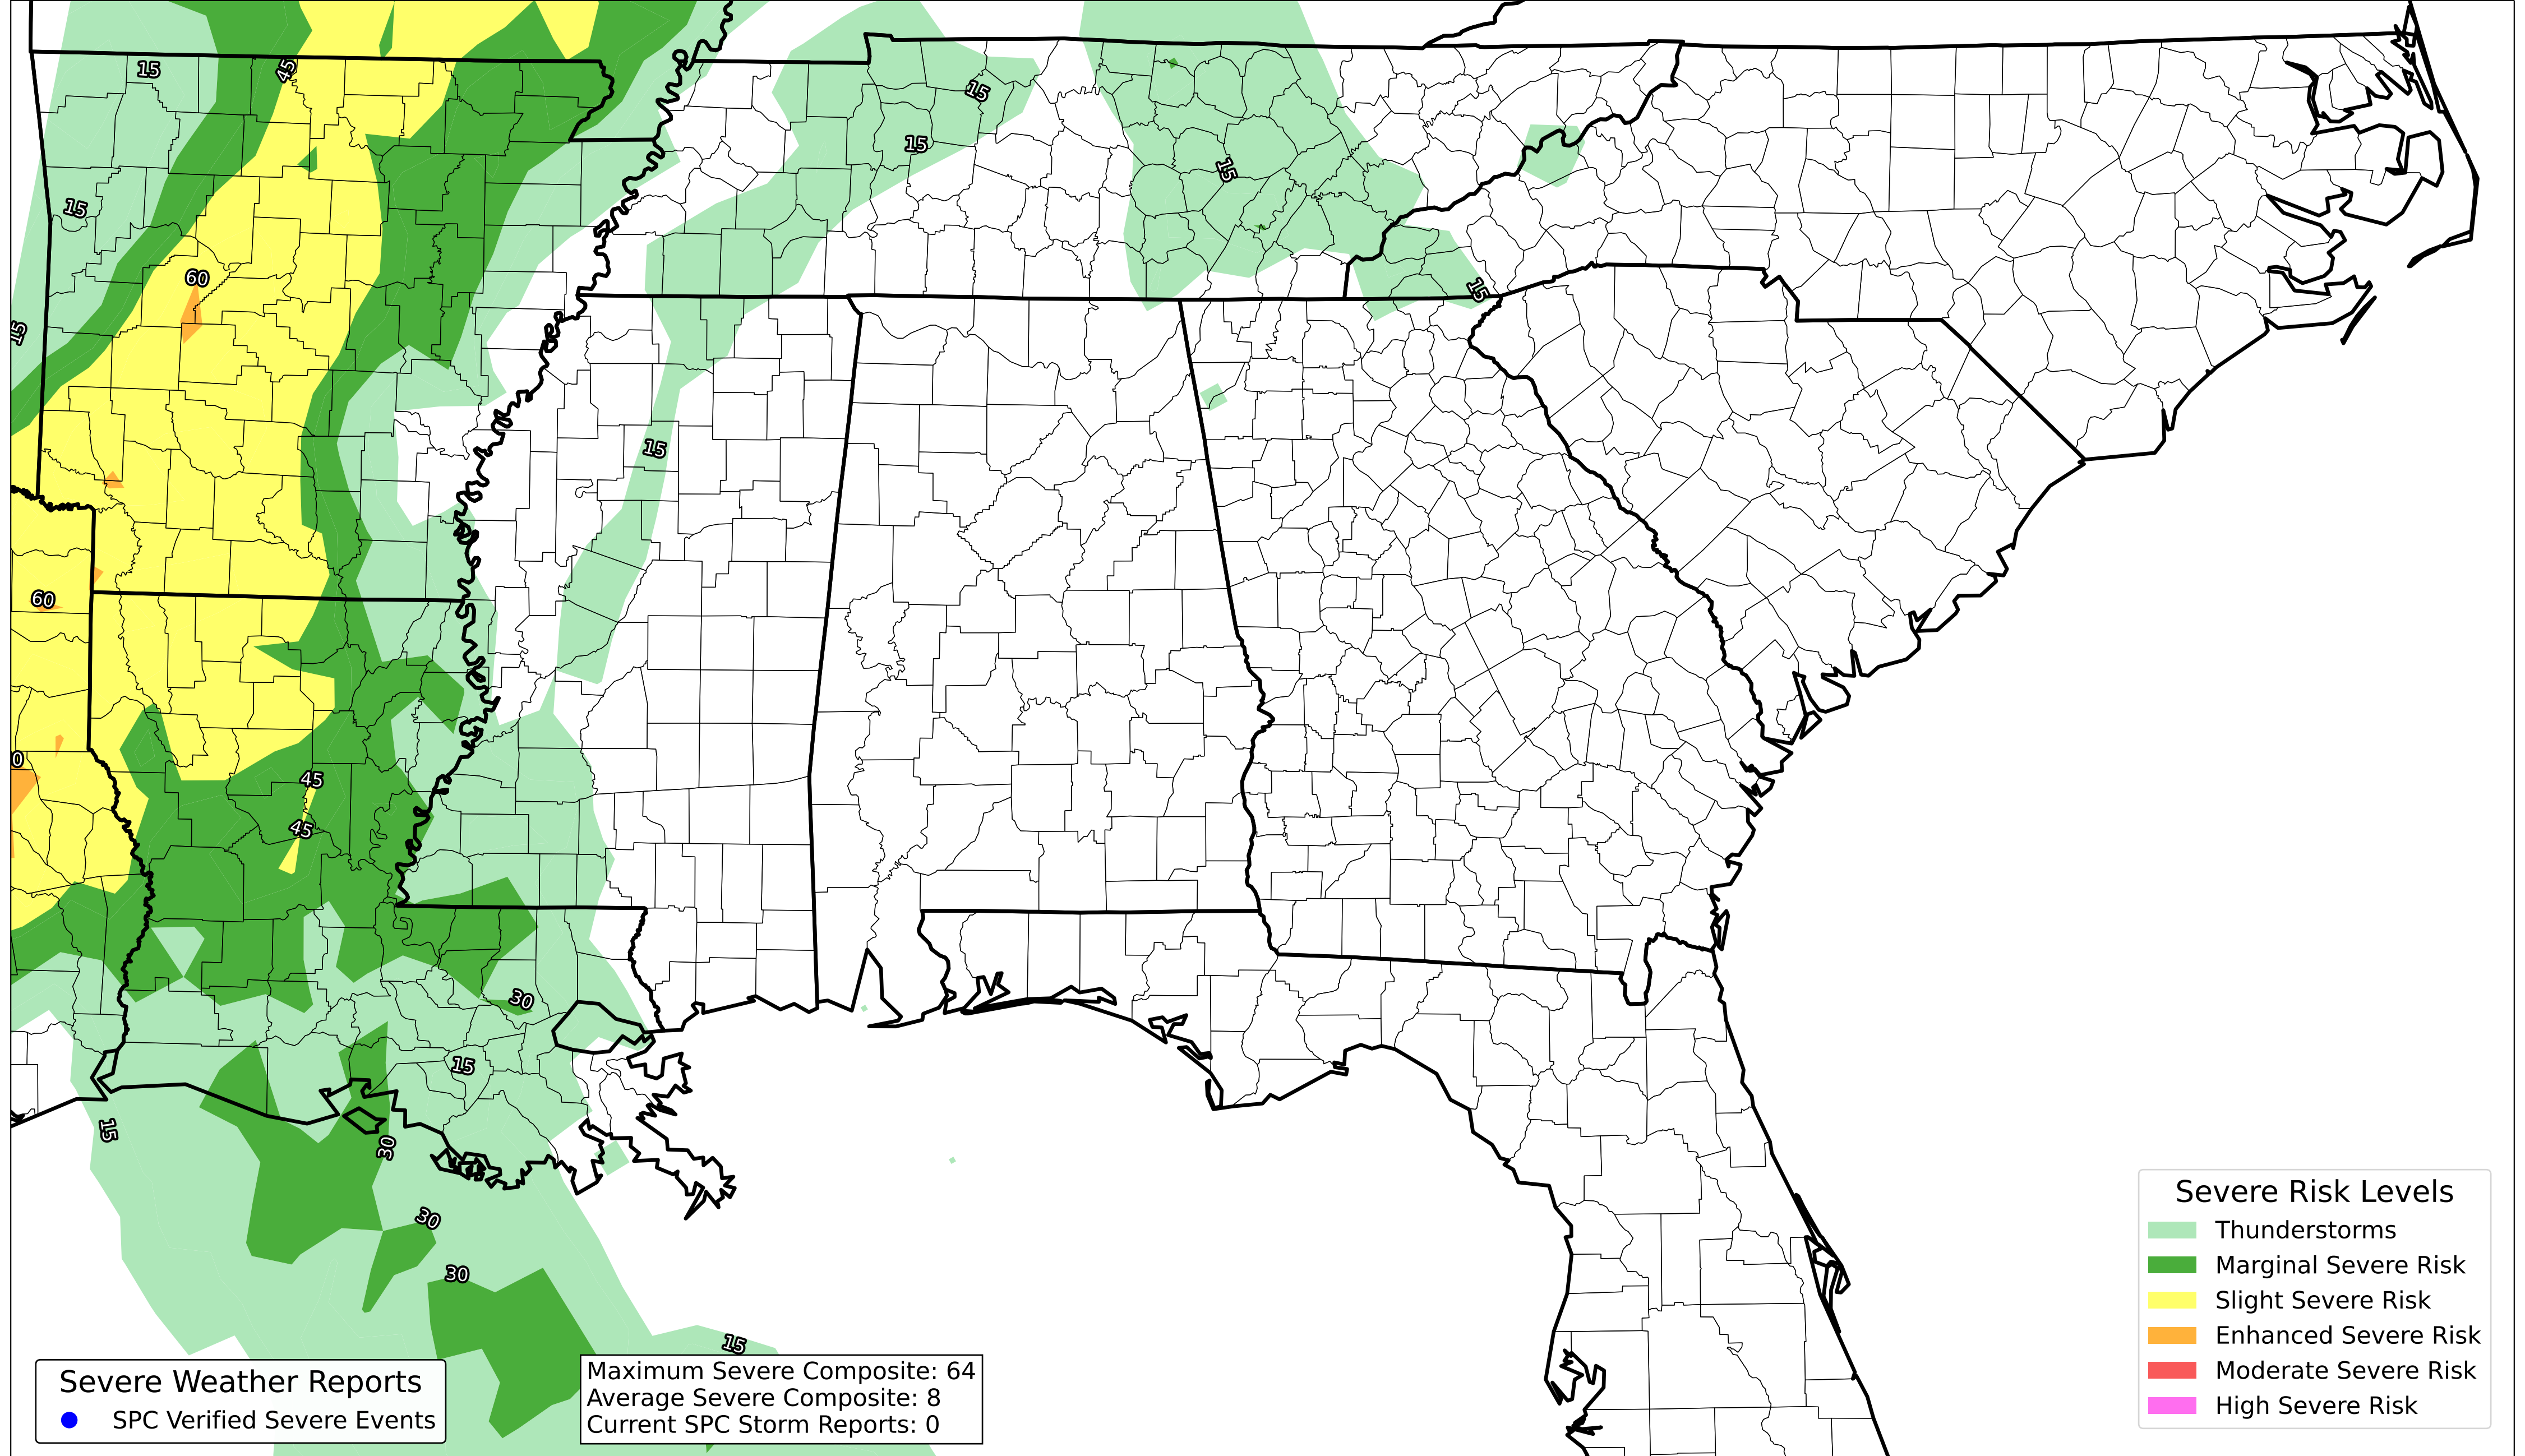 15
45
15
15
15
15
60
15
15
15
60
0
45
45
30
15
15
30
30
30
15
Severe Weather Reports
SPC Verified Severe Events
Maximum Severe Composite: 64
Average Severe Composite: 8
Current SPC Storm Reports: 0
Severe Risk Levels
Thunderstorms
Marginal Severe Risk
Slight Severe Risk
Enhanced Severe Risk
Moderate Severe Risk
High Severe Risk